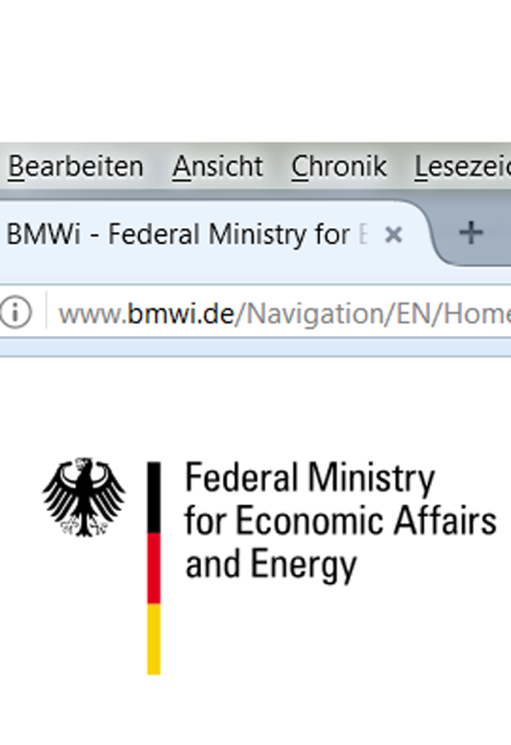 Bearbeiten Ansicht Chronik
BMWi - Federal Ministry for
www.bmwi.de/Navigation/EN/Home
Federal Ministry
for Economic Affairs
and Energy